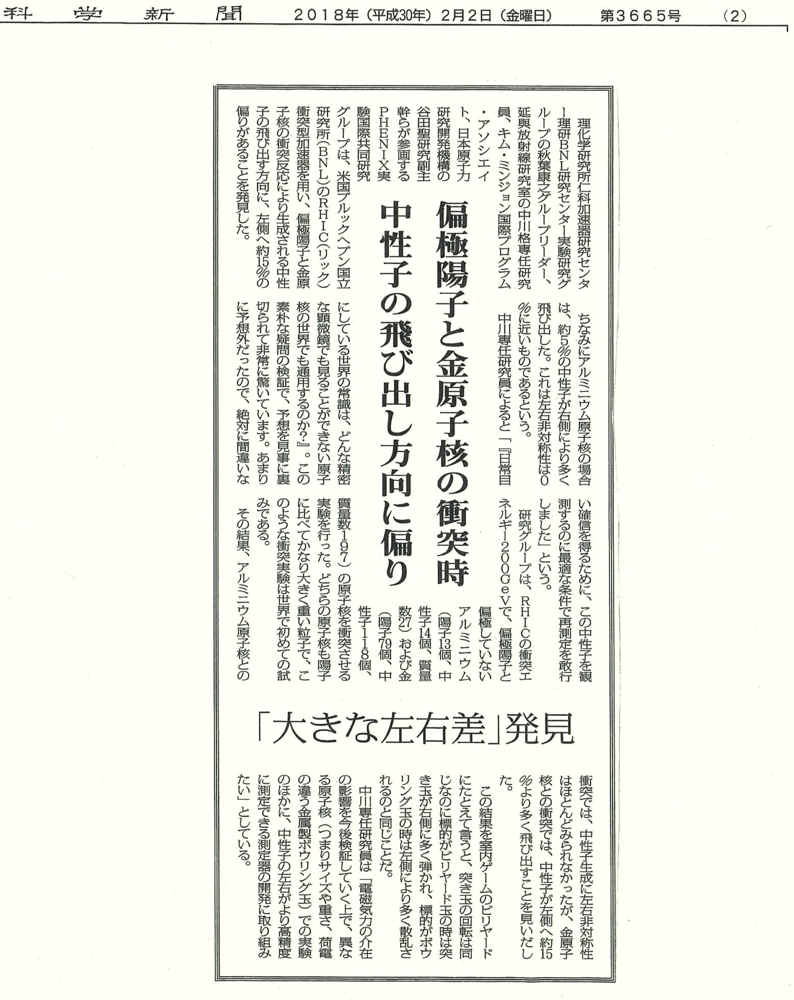 科学新聞 2018年（平成30年）2月2日（金曜日） 第3665号 （2）
「大きな左右差」発見
偏極陽子と金原子核の衝突時
中性子の飛び出し方向に偏り
理化学研究所仁科加速器研究センタ
ー理研BNL研究センター実験研究グ
ループの秋葉康之グループリーダー、
延與放射線研究室の中川格専任研究
員、キム・ミンジョン国際プログラム
・アソシエイ
ト、日本原子力
研究開発機構の
谷田聖研究副主
幹らが参画する
PHENIX実
験国際共同研究
グループは、米国ブルックヘブン国立
研究所（BNL）のRHIC（リック）
衝突型加速器を用い、偏極陽子と金原
子核の衝突反応により生成される中性
子の飛び出す方向に、左側へ約15％の
偏りがあることを発見した。
ちなみにアルミニウム原子核の場合
は、約5％の中性子が右側により多く
飛び出した。これは左右非対称性は0
％に近いものであるという。
中川専任研究員によると「『日常目
にしている世界の常識は、どんな精密
な顕微鏡でも見ることができない原子
核の世界でも通用するのか？』。この
素朴な疑問の検証で、予想を見事に裏
切られて非常に驚いています。あまり
に予想外だったので、絶対に間違いな
い確信を得るために、この中性子を観
測するのに最適な条件で再測定を敢行
しました」という。
研究グループは、RHICの衝突エ
ネルギー200GeVで、偏極陽子と
偏極していない
アルミニウム
（陽子13個、中
性子14個、質量
数27）および金
（陽子79個、中
性子118個、
質量数197）の原子核を衝突させる
実験を行った。どちらの原子核も陽子
に比べてかなり大きく重い粒子で、こ
のような衝突実験は世界で初めての試
みである。
その結果、アルミニウム原子核との
衝突では、中性子生成に左右非対称性
はほとんどみられなかったが、金原子
核との衝突では、中性子が左側へ約15
％より多く飛び出すことを見いだし
た。
この結果を室内ゲームのビリヤード
にたとえて言うと、突き玉の回転は同
じなのに標的がビリヤード玉の時は突
き玉が右側に多く弾かれ、標的がボウ
リング玉の時は左側により多く散乱さ
れるのと同じことだ。
中川専任研究員は「電磁気力の介在
の影響を今後検証していく上で、異な
る原子核（つまりサイズや重さ、荷電
の違う金属製ボウリング玉）での実験
のほかに、中性子の左右がより高精度
に測定できる測定器の開発に取り組み
たい」としている。